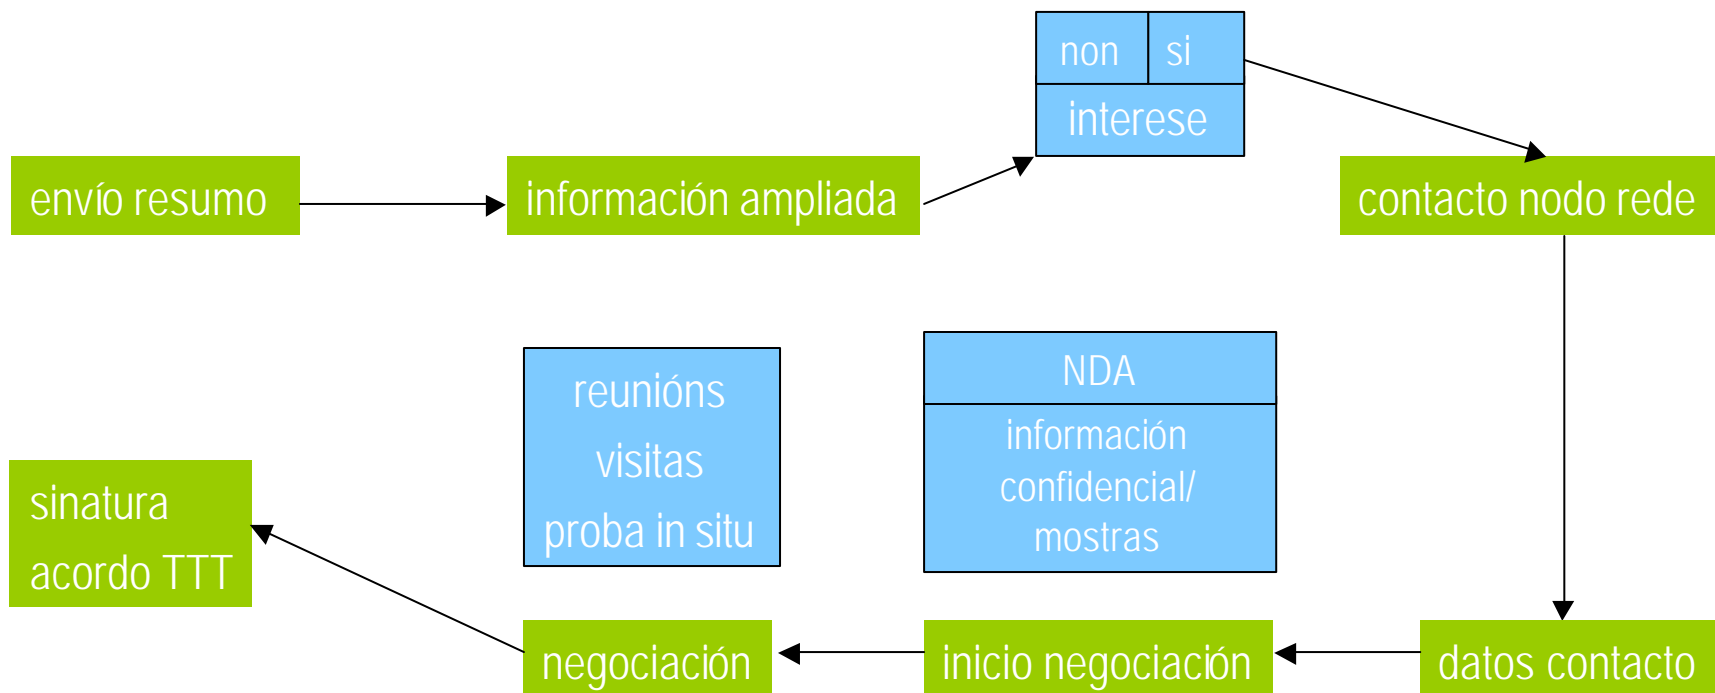 non si
interese
envío resumo
información ampliada
contacto nodo rede
NDA
información
confidencial/
mostras
reunións
visitas
proba in situ
sinatura
acordo TTT
negociación
inicio negociación
datos contacto